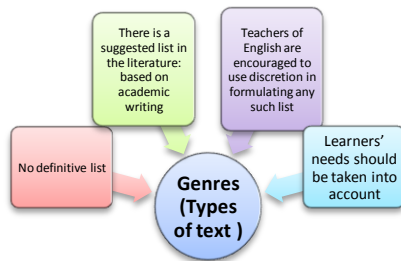 There is a
suggested list in
the literature:
based on
academic
writing
Teachers of
English are
encouraged to
use discretion in
formulating any
such list
No definitive list
Learners'
needs should
be taken into
account
Genres
(Types
of text )